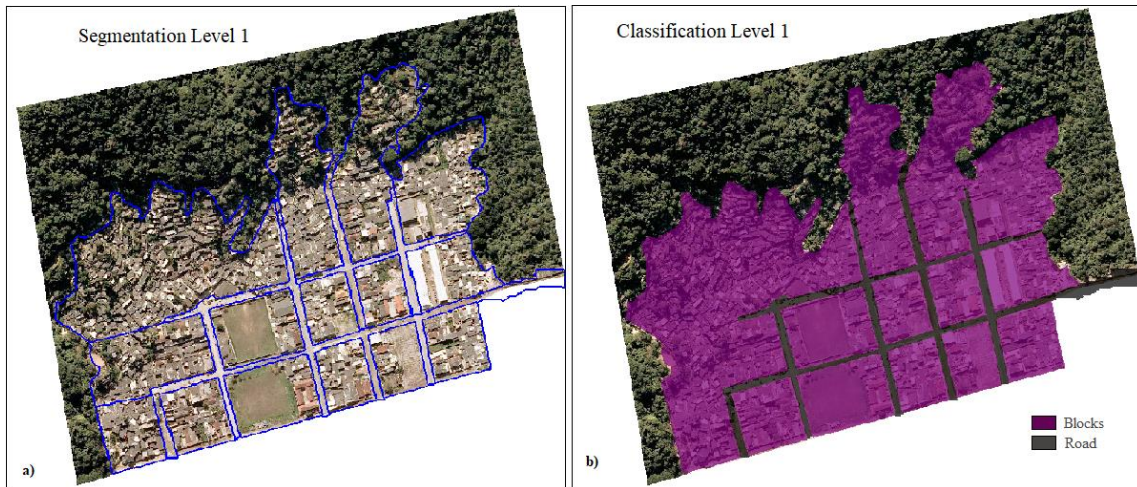 Segmentation Level 1
a)
Classification Level 1
Blocks
Road
b)